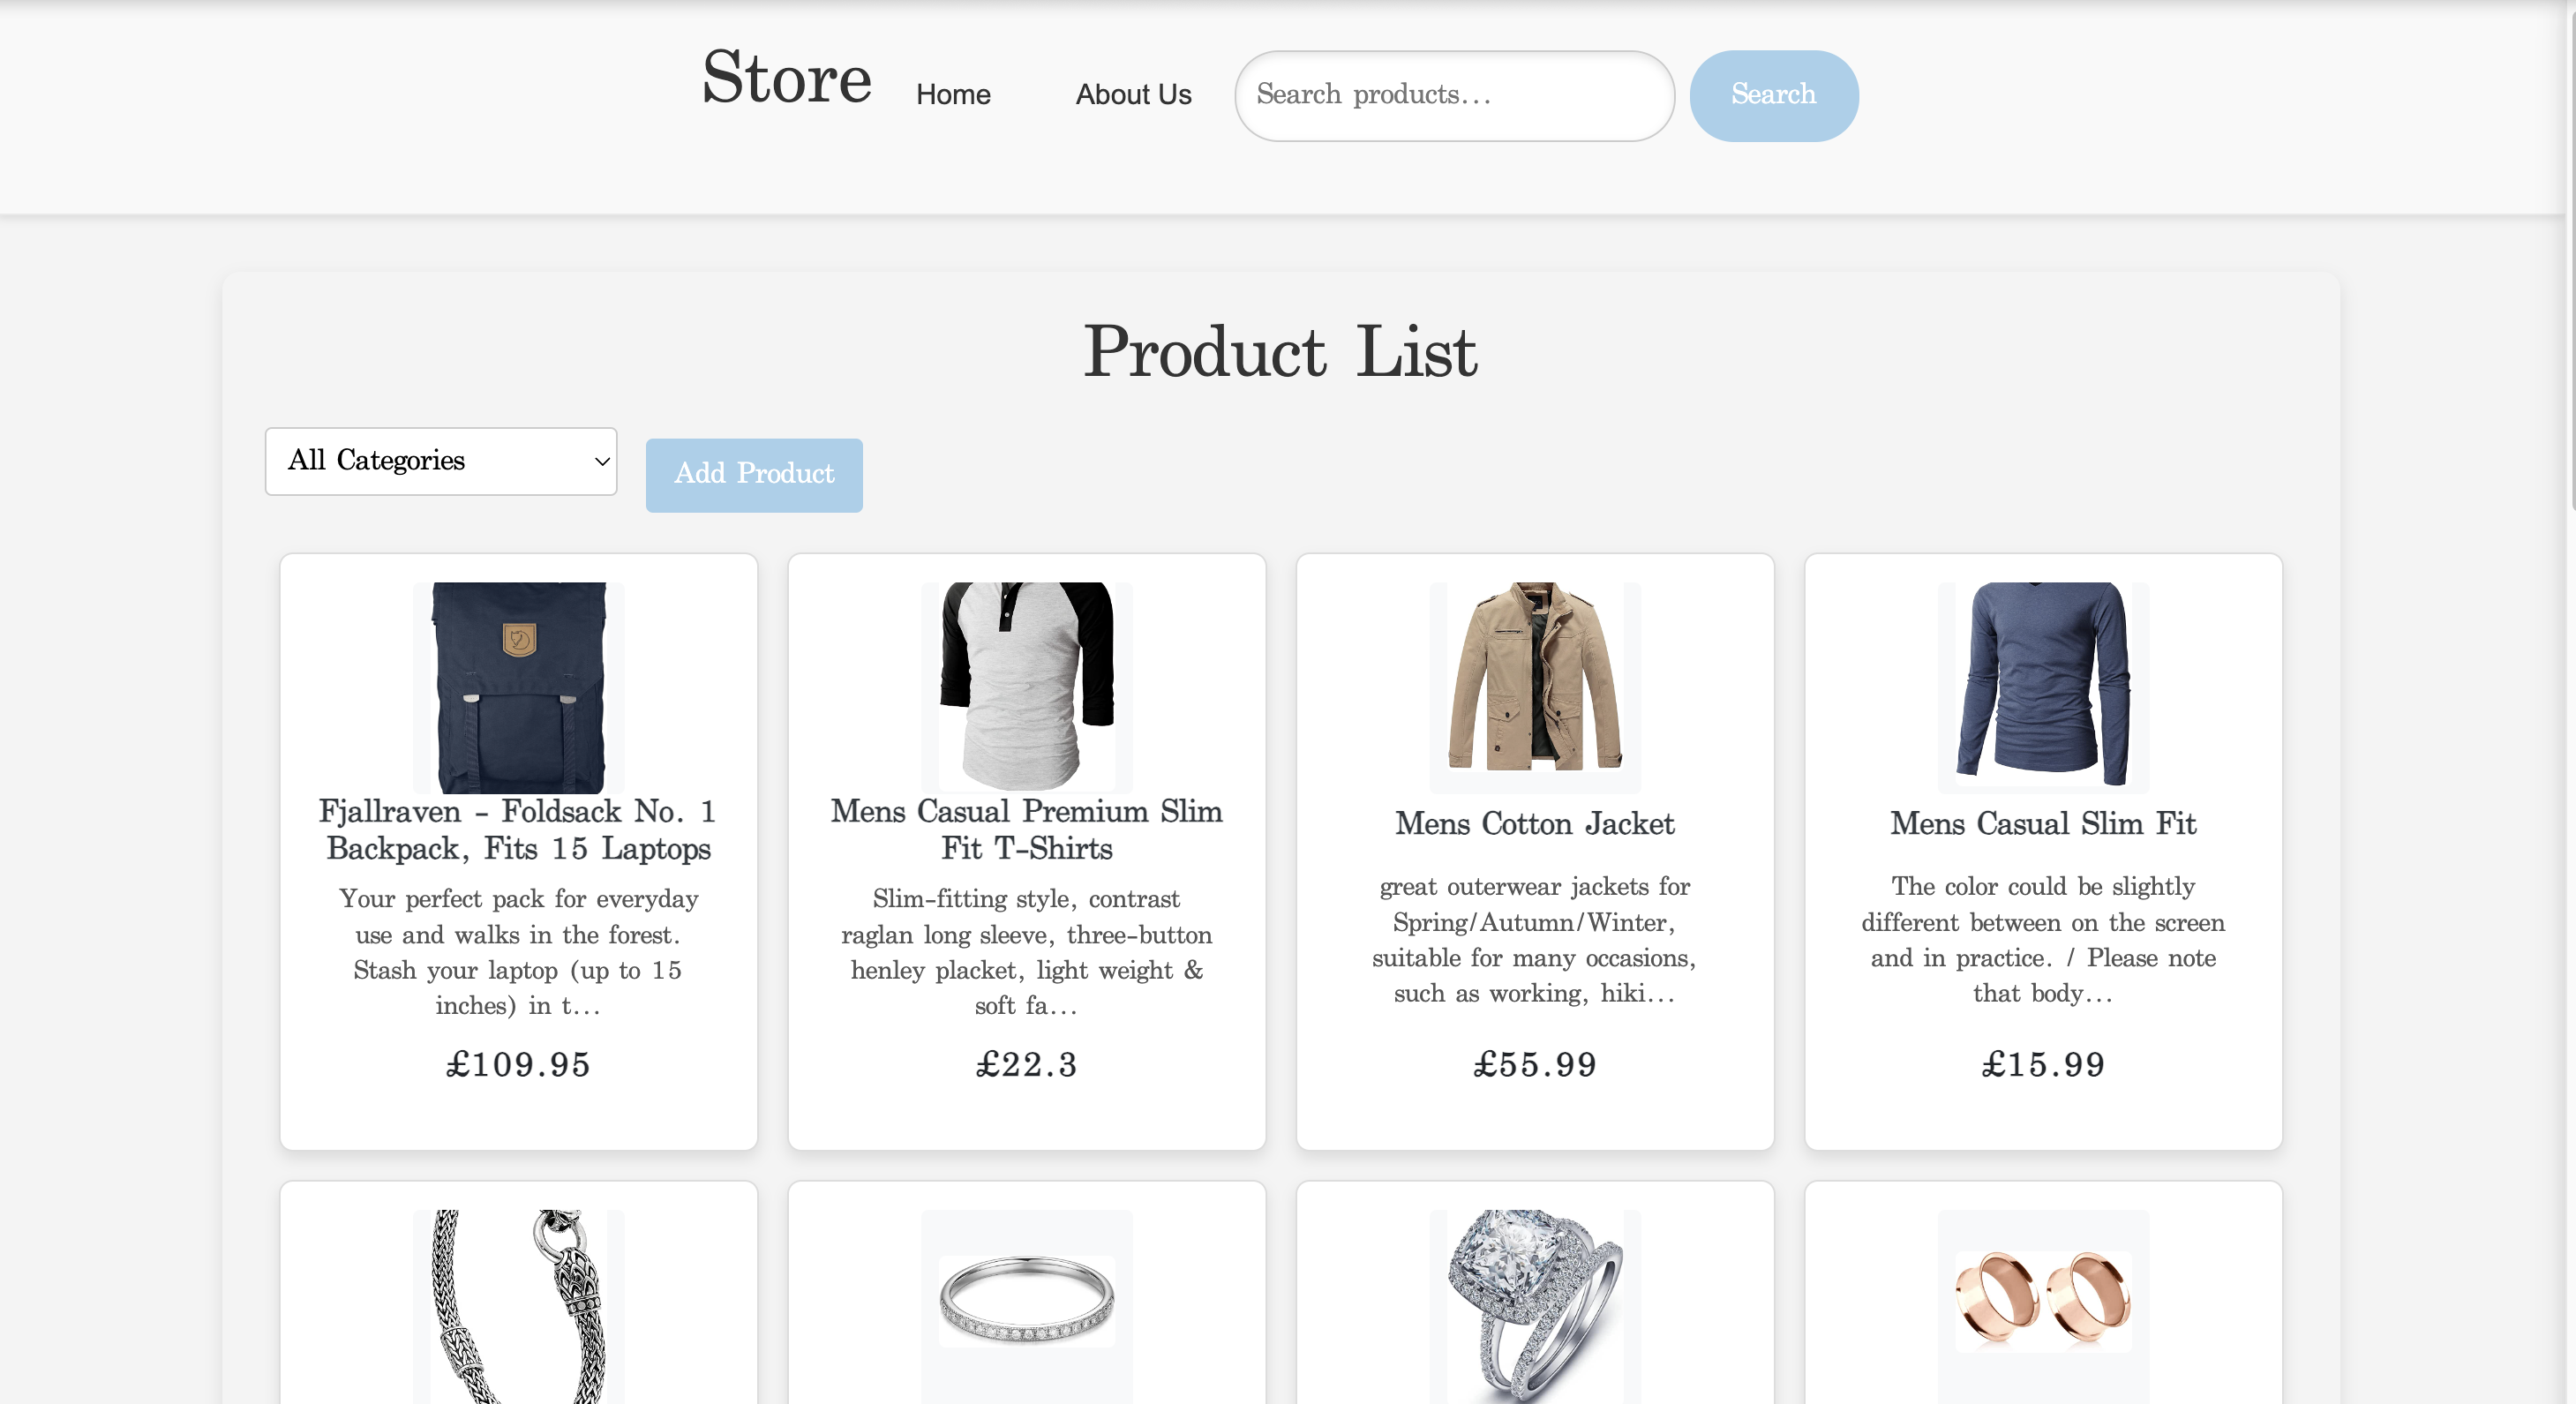 Store
Home
About Us
Search products...
Search
Product List
All Categories
Add Product
Fjallraven - Foldsack No. 1
Backpack, Fits 15 Laptops
Your perfect pack for everyday
use and walks in the forest.
Stash your laptop (up to 15
inches) in t...
£109.95
Mens Casual Premium Slim
Fit T-Shirts
Slim-fitting style, contrast
raglan long sleeve, three-button
henley placket, light weight &
soft fa...
£22.3
Mens Cotton Jacket
great outerwear jackets for
Spring/Autumn/Winter,
suitable for many occasions,
such as working, hiki...
£55.99
Mens Casual Slim Fit
The color could be slightly
different between on the screen
and in practice. / Please note
that body...
£15.99